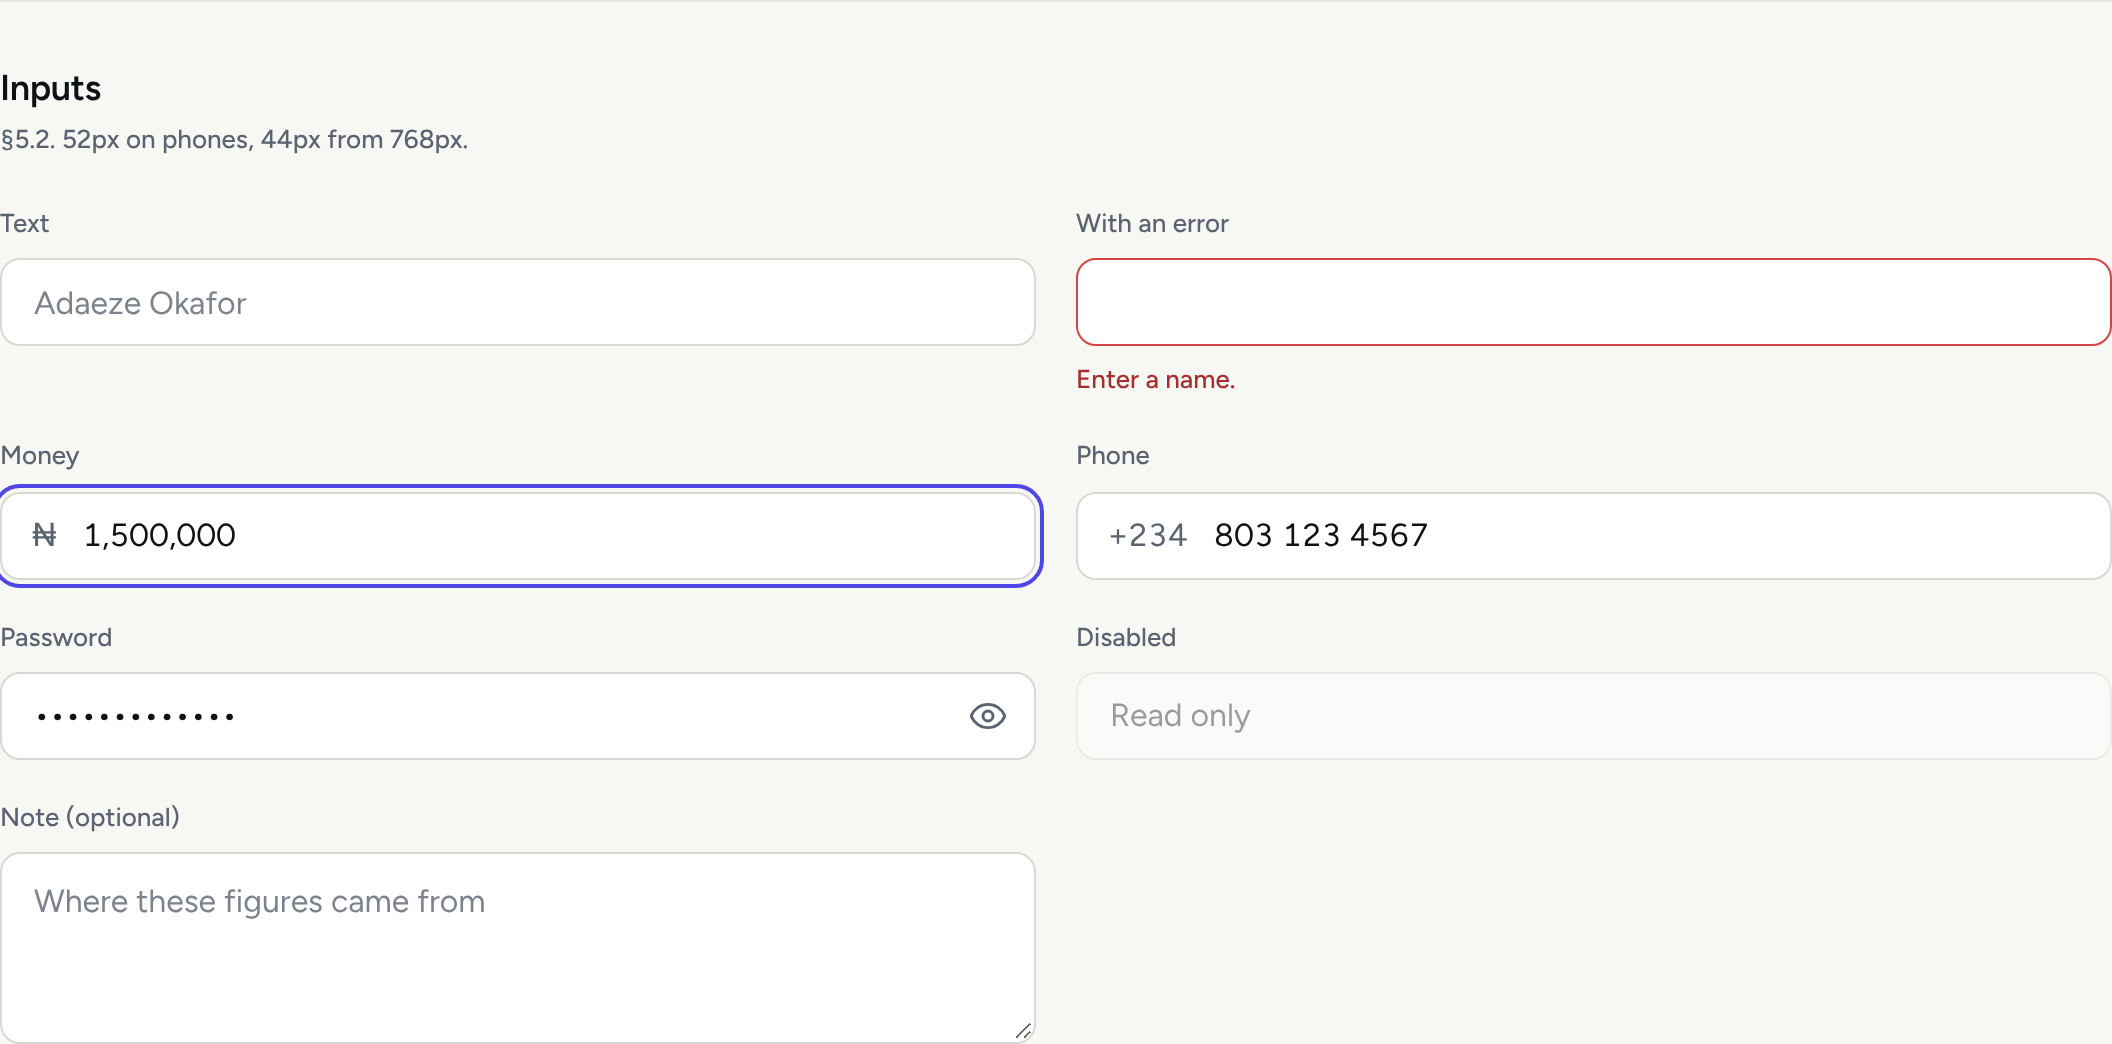 Inputs
§5.2. 52px on phones, 44px from 768px.
Text
With an error
Adaeze Okafor
Enter a name.
Money
Phone
₦ 1,500,000
+234 803 123 4567
Password
Disabled
•••••••••••••
Read only
Note (optional)
Where these figures came from